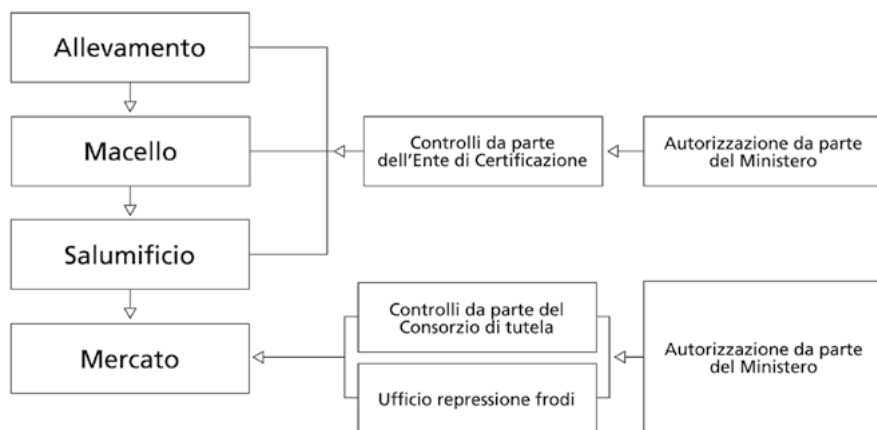 Allevamento
Macello
Controlli da parte
dell'Ente di Certificazione
Autorizzazione da parte
del Ministero
Salumificio
Controlli da parte del
Consorzio di tutela
Mercato
Autorizzazione da parte
del Ministero
Ufficio repressione frodi